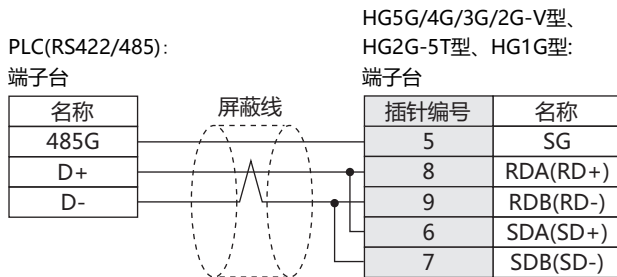 HG5G/4G/3G/2G-V型、
PLC(RS422/485):
HG2G-5T型、HG1G型:
端子台
端子台
名称
屏蔽线
插针编号 名称
485G
5 SG
D+
8 RDA(RD+)
D-
9 RDB(RD-)
6 SDA(SD+)
7 SDB(SD-)